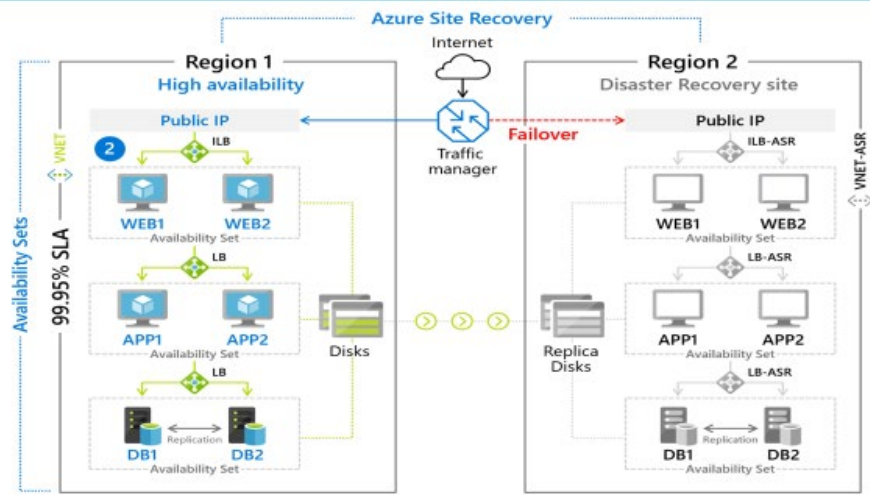 Azure Site Recovery
Internet
Region 1
High availability
Region 2
Disaster Recovery site
Public IP
Failover
Public IP
Traffic
manager
2
ILB
ILB-ASR
VNET
VNET-ASR
Availability Sets
99.95% SLA
WEB1
WEB2
Availability Set
WEB1
WEB2
Availability Set
LB
LB-ASR
APP1
APP2
Availability Set
Disks
Replica
Disks
APP1
APP2
Availability Set
LB
LB-ASR
Replication
DB1
DB2
Availability Set
Replication
DB1
DB2
Availability Set